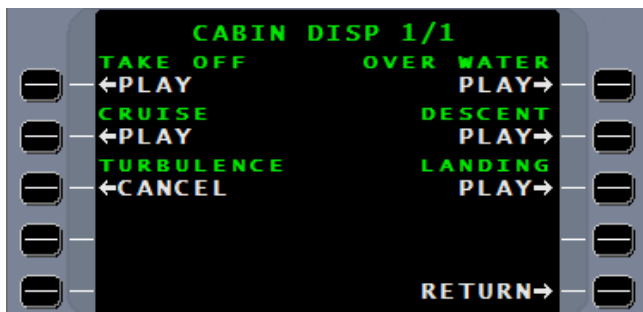 CABIN DISP 1/1
TAKE OFF OVER WATER
←PLAY PLAY→
CRUISE DESCENT
←PLAY PLAY→
TURBULENCE LANDING
←CANCEL PLAY→
RETURN→